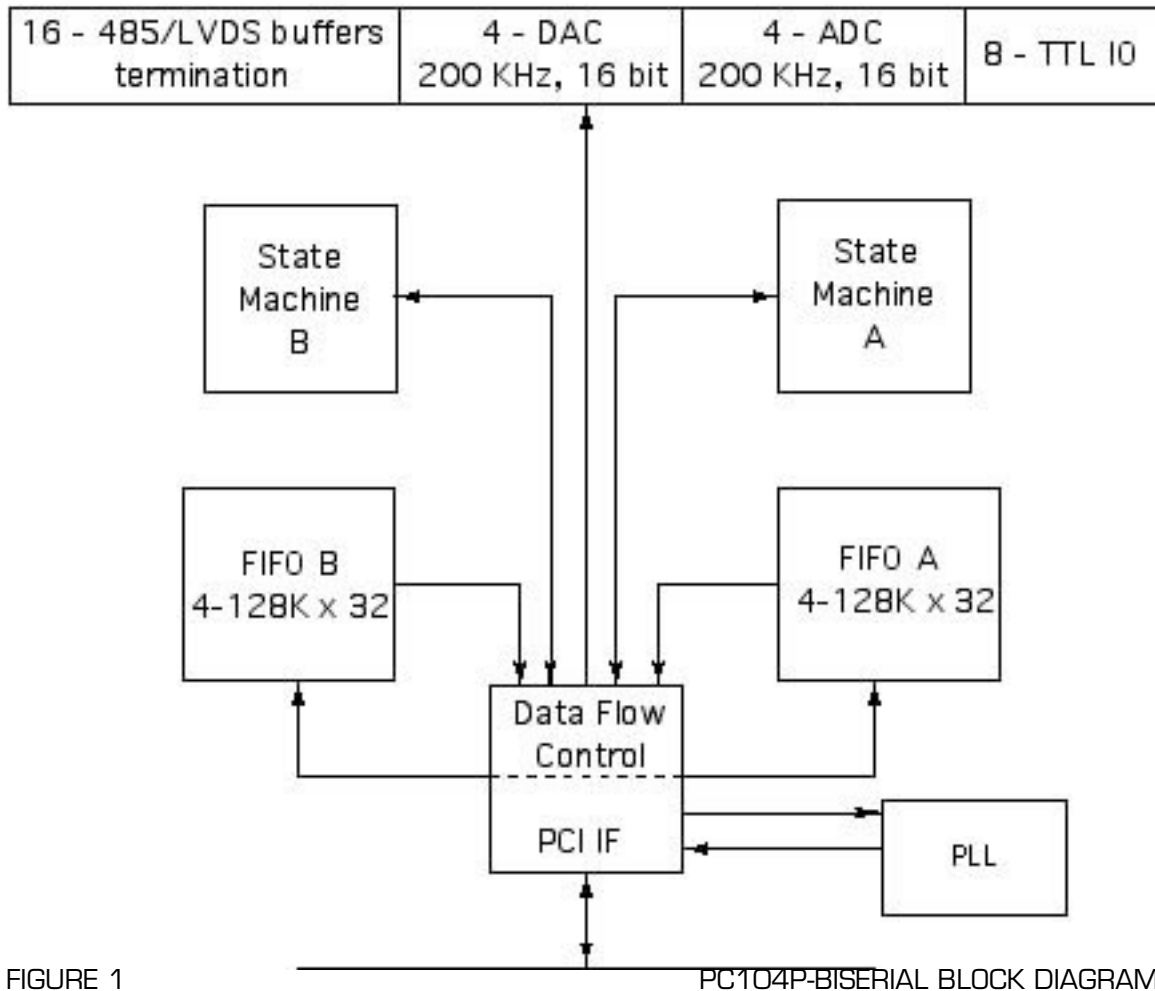 16 - 485/LVDS buffers
termination
4 - DAC
200 KHz, 16 bit
4 - ADC
200 KHz, 16 bit
8 - TTL IO
State
Machine
B
State
Machine
A
FIFO B
4-128K x 32
FIFO A
4-128K x 32
Data Flow
Control
PCI IF
PLL
FIGURE 1
PC104P-BISERIAL BLOCK DIAGRAM